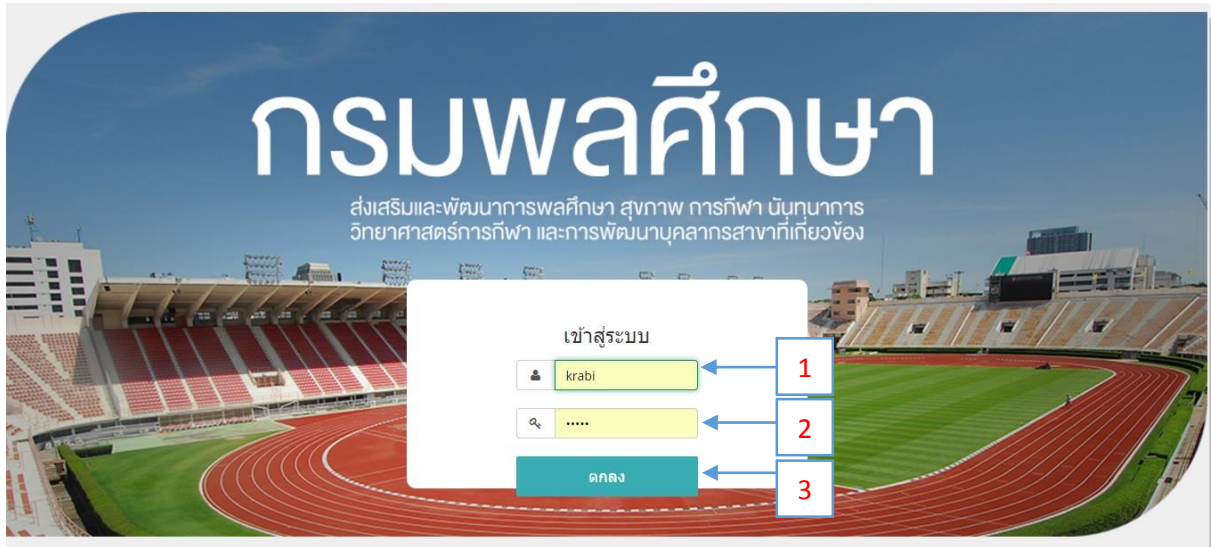 กรมพลศึกษา
ส่งเสริมและพัฒนาการพลศึกษา สุขภาพ การกีฬา นันทนาการ
วิทยาศาสตร์การกีฬา และการพัฒนาบุคลากรสาขาที่เกี่ยวข้อง
เข้าสู่ระบบ
krabi
1
•••••
2
ตกลง
3